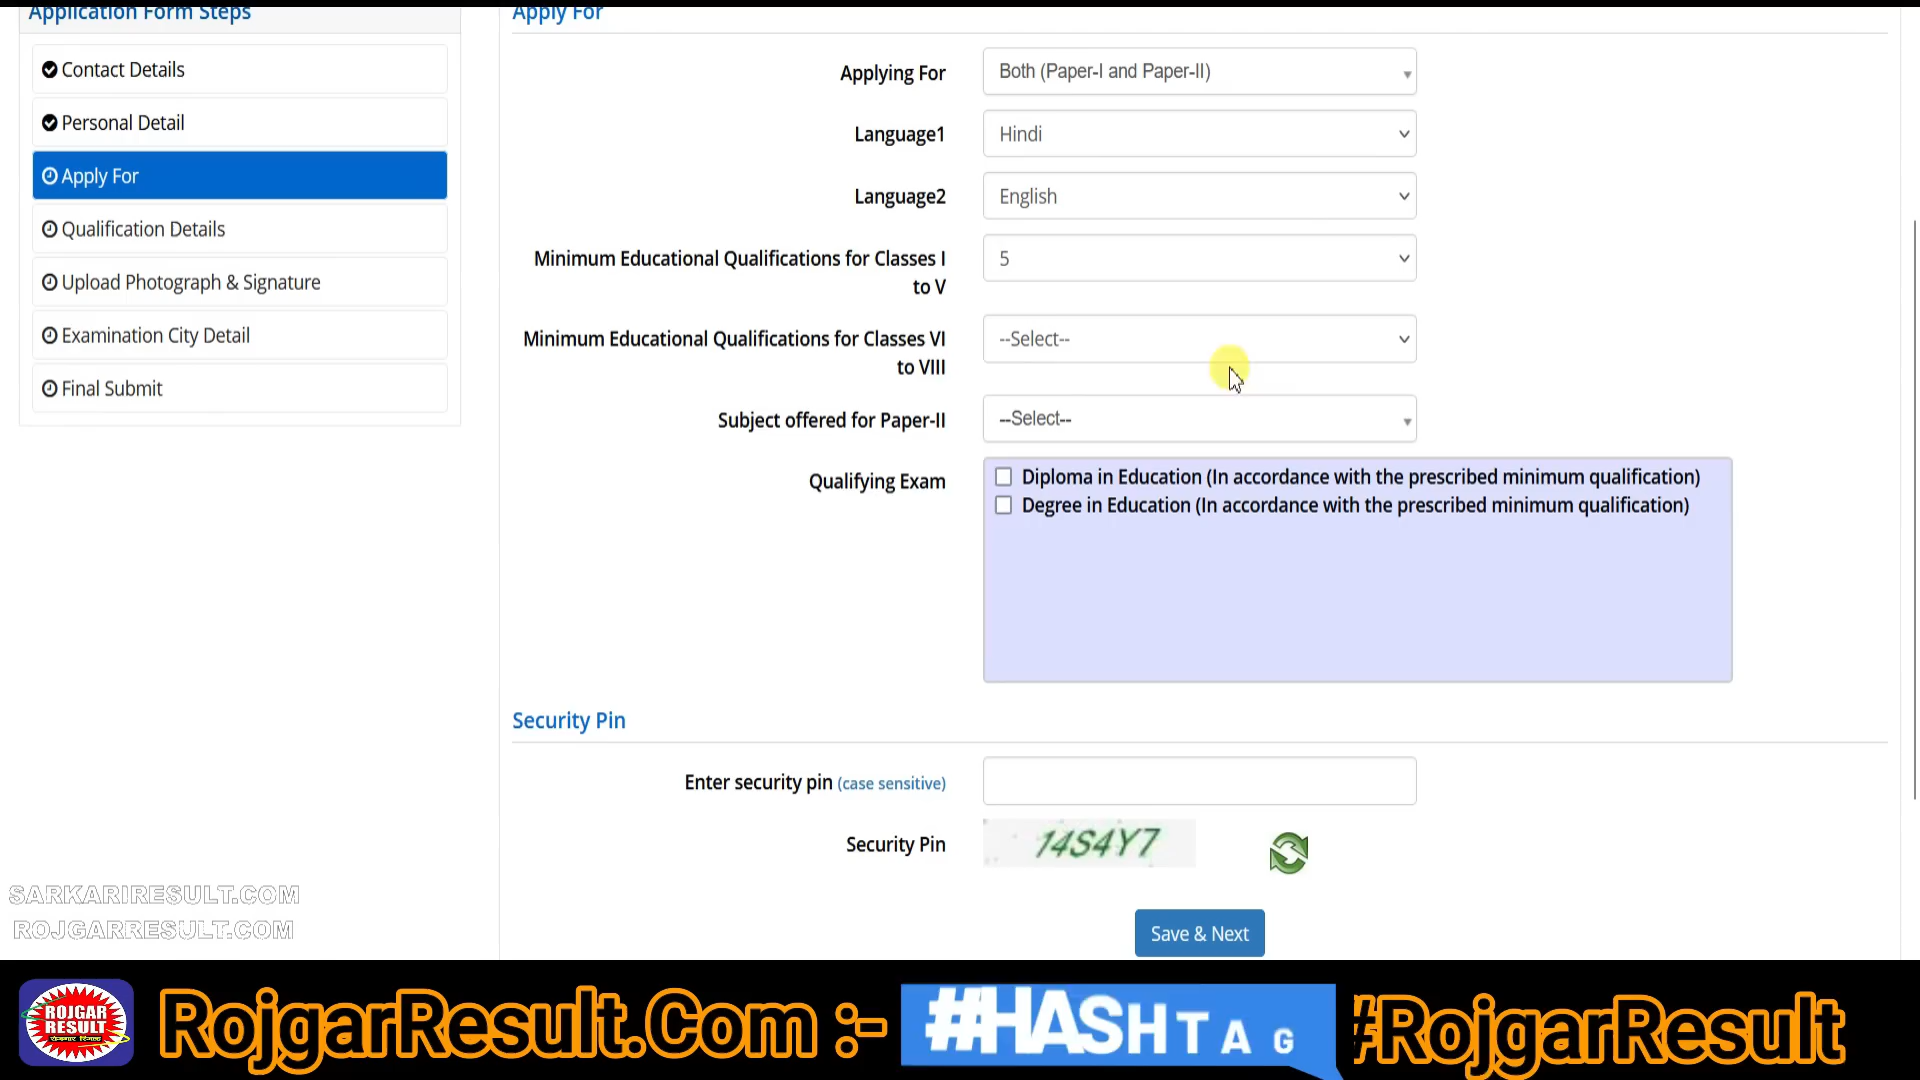 Application Form Steps
Contact Details
Personal Detail
Apply For
Qualification Details
Upload Photograph & Signature
Examination City Detail
Final Submit
Apply For
Applying For
Both (Paper-I and Paper-II)
Language1
Hindi
Language2
English
Minimum Educational Qualifications for Classes I
to V
5
Minimum Educational Qualifications for Classes VI
to VIII
--Select--
Subject offered for Paper-II
--Select--
Qualifying Exam
Diploma in Education (In accordance with the prescribed minimum qualification)
Degree in Education (In accordance with the prescribed minimum qualification)
Security Pin
Enter security pin (case sensitive)
Security Pin
14S4Y7
Save & Next
SARKARIRESULT.COM
ROJGARRESULT.COM
ROJGAR
RESULT
RojgarResult.Com :-
#HASHTAG
#RojgarResult